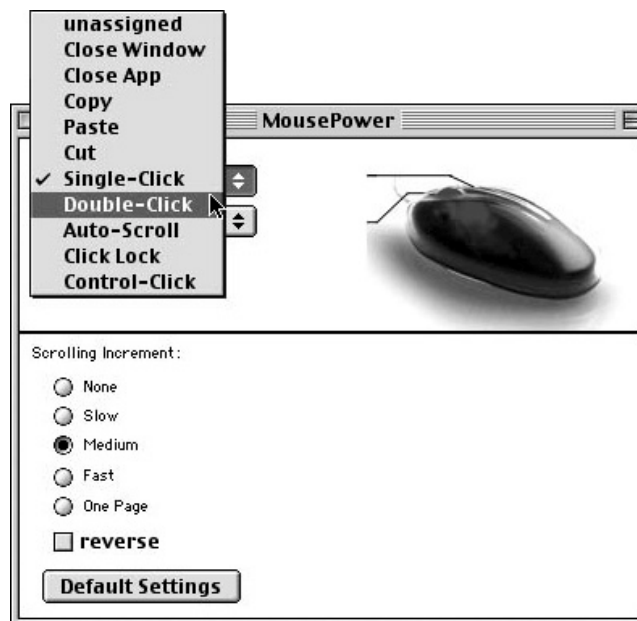 unassigned
Close Window
Close App
Copy
Paste
Cut
✓ Single-Click
Double-Click
Auto-Scroll
Click Lock
Control-Click
MousePower
Scrolling Increment:
None
Slow
Medium
Fast
One Page
reverse
Default Settings